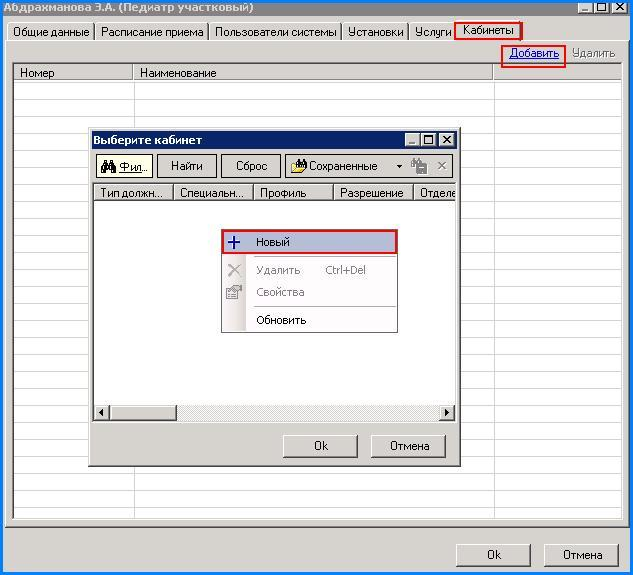 Абдрахманова Э.А. (Педиатр участковый)
Общие данные Расписание приема Пользователи системы Установки Услуги Кабинеты
Добавить Удалить
Номер Наименование
Выберите кабинет
Фил... Найти Сброс Сохраненные
Тип должн... Специальн... Профиль Разрешение Отделе
Новый
Удалить Ctrl+Del
Свойства
Обновить
Ok Отмена
Ok Отмена